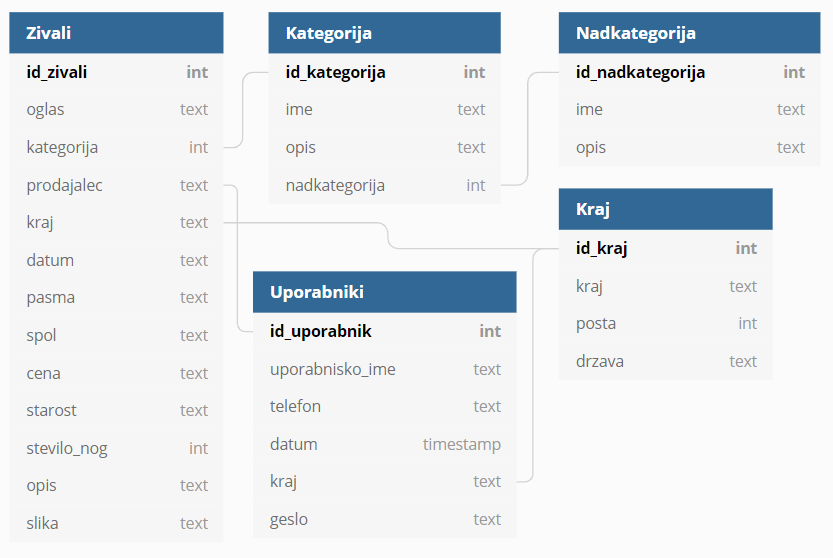 Zivali
id_zivali int
oglas text
kategorija int
prodajalec text
kraj text
datum text
pasma text
spol text
cena text
starost text
stevilo_nog int
opis text
slika text
Kategorija
id_kategorija int
ime text
opis text
nadkategorija int
Nadkategorija
id_nadkategorija int
ime text
opis text
Kraj
id_kraj int
kraj text
posta int
drzava text
Uporabniki
id_uporabnik int
uporabnisko_ime text
telefon text
datum timestamp
kraj text
geslo text